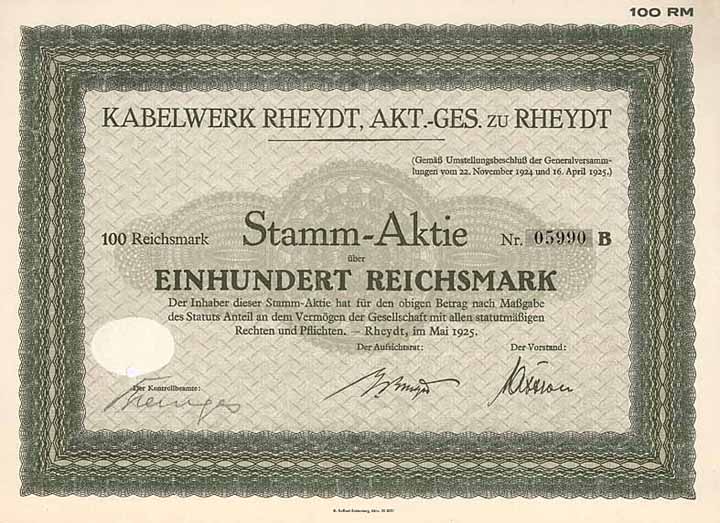 100 RM
KABELWERK RHEYDT, AKT.-GES. ZU RHEYDT
(Gemäß Umstellungsbeschluß der Generalversamm-
lungen vom 22. November 1924 und 16. April 1925.)
100 Reichsmark Stamm-Aktie Nr. 05990 B
über
EINHUNDERT REICHSMARK
Der Inhaber dieser Stamm-Aktie hat für den obigen Betrag nach Maßgabe
des Statuts Anteil an dem Vermögen der Gesellschaft mit allen statutmäßigen
Rechten und Pflichten. – Rheydt, im Mai 1925.
Der Aufsichtsrat: Der Vorstand:
Der Kontrollbeamte: